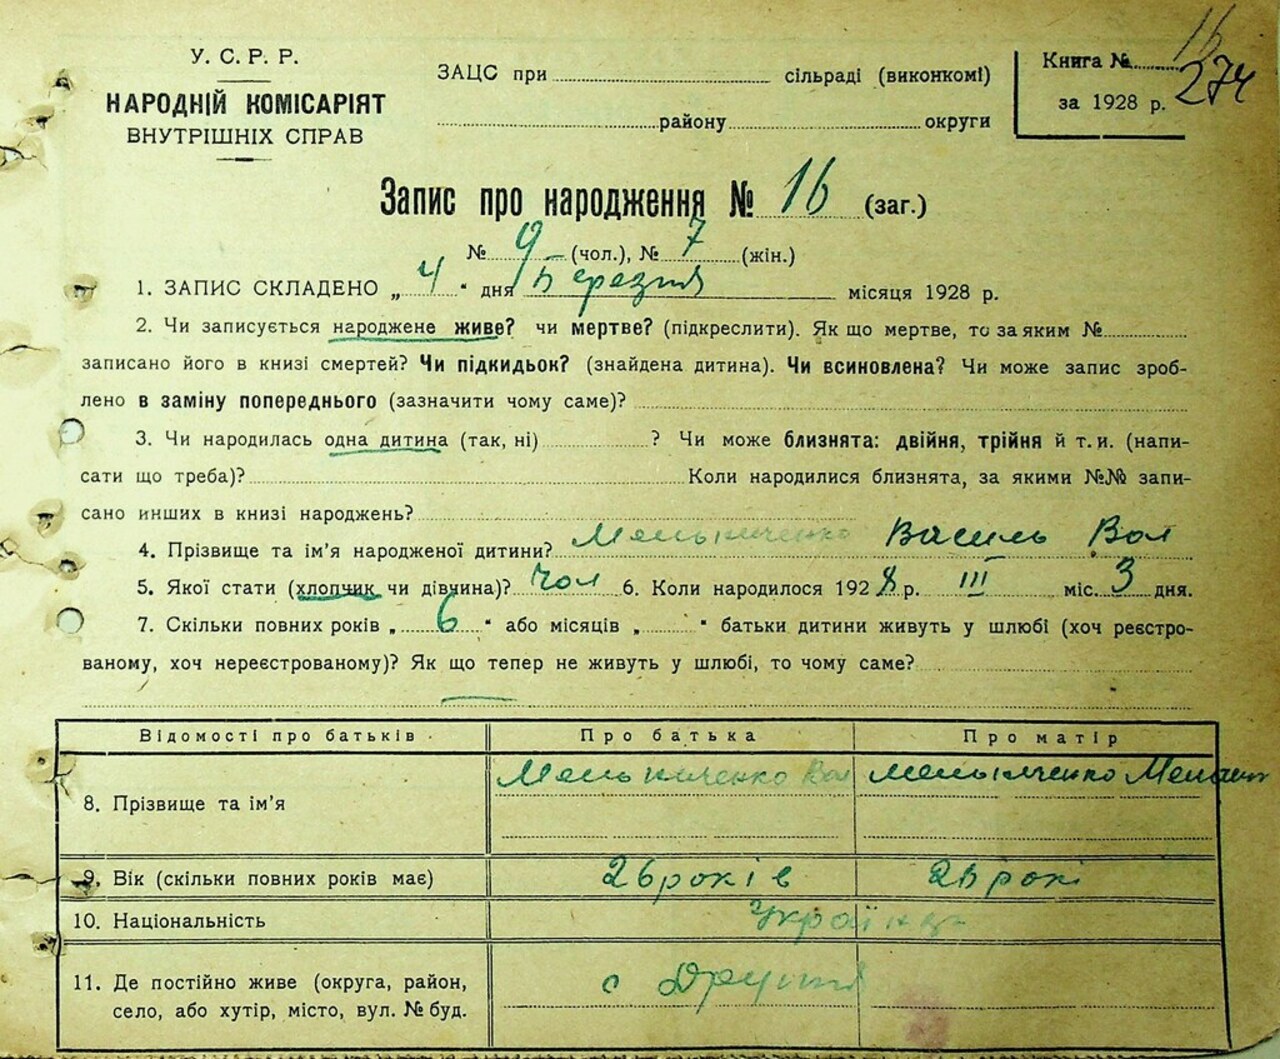 16
274
У. С. Р. Р.
НАРОДНІЙ КОМІСАРІЯТ
ВНУТРІШНІХ СПРАВ
ЗАЦС при сільраді (виконкомі)
району округи
Книга №
за 1928 р.
Запис про народження № 16 (заг.)
№ 9 (чол.), № 7 (жін.)
1. ЗАПИС СКЛАДЕНО „ 4 “ дня березня місяця 1928 р.
2. Чи записується народжене живе? чи мертве? (підкреслити). Як що мертве, то за яким №
записано його в книзі смертей? Чи підкидьок? (знайдена дитина). Чи всиновлена? Чи може запис зроб-
лено в заміну попереднього (зазначити чому саме)?
3. Чи народилась одна дитина (так, ні) ? Чи може близнята: двійня, трійня й т. и. (напи-
сати що треба)? Коли народилися близнята, за якими №№ запи-
сано инших в книзі народжень?
4. Прізвище та ім’я народженої дитини? Мельниченко Василь Вол
5. Якої стати (хлопчик чи дівчина)? Чол 6. Коли народилося 1928 р. III міс. 3 дня.
7. Скільки повних років „ 6 “ або місяців „ “ батьки дитини живуть у шлюбі (хоч реєстро-
ваному, хоч нереєстрованому)? Як що тепер не живуть у шлюбі, то чому саме?
Відомості про батьків Про батька Про матір
8. Прізвище та ім’я Мельниченко Вол Мельниченко
9. Вік (скільки повних років має) 26 років років
10. Національність Українці
11. Де постійно живе (округа, район,
село, або хутір, місто, вул. № буд. с